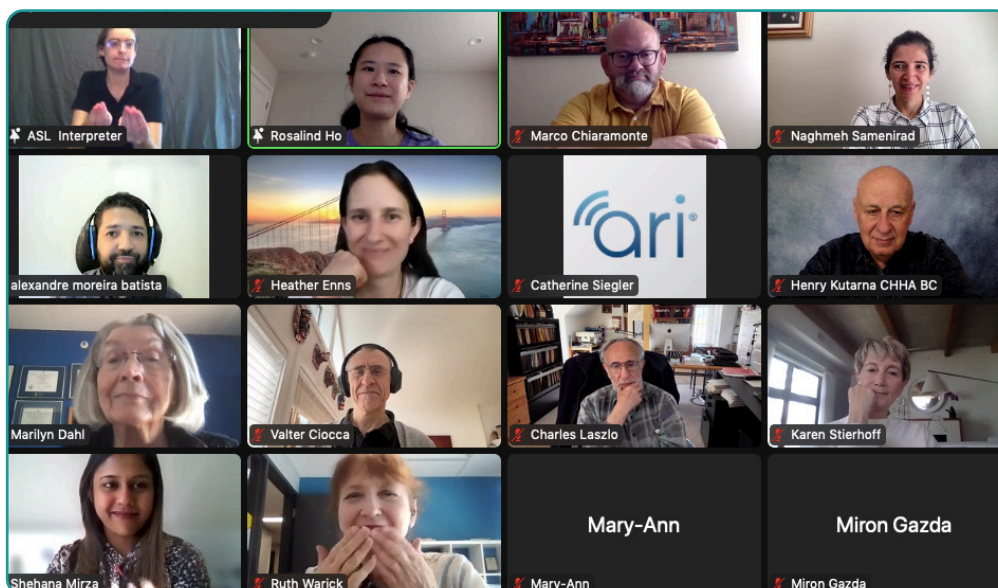 ASL Interpreter
Rosalind Ho
Marco Chiaramonte
Naghmeh Samenirad
alexandre moreira batista
Heather Enns
ari®
Catherine Siegler
Henry Kutarna CHHA BC
Marilyn Dahl
Valter Ciocca
Charles Laszlo
Karen Stierhoff
Shehana Mirza
Ruth Warick
Mary-Ann
Mary-Ann
Miron Gazda
Miron Gazda